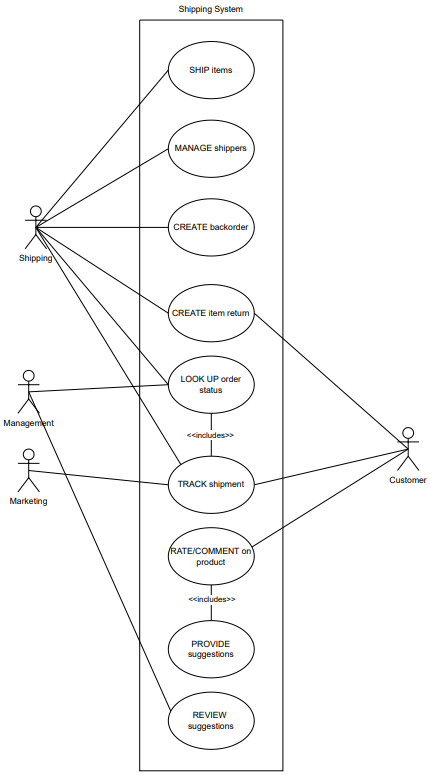 Shipping System
SHIP items
MANAGE shippers
CREATE backorder
Shipping
CREATE item return
LOOK UP order
status
Management
<<includes>>
Customer
TRACK shipment
Marketing
RATE/COMMENT on
product
<<includes>>
PROVIDE
suggestions
REVIEW
suggestions